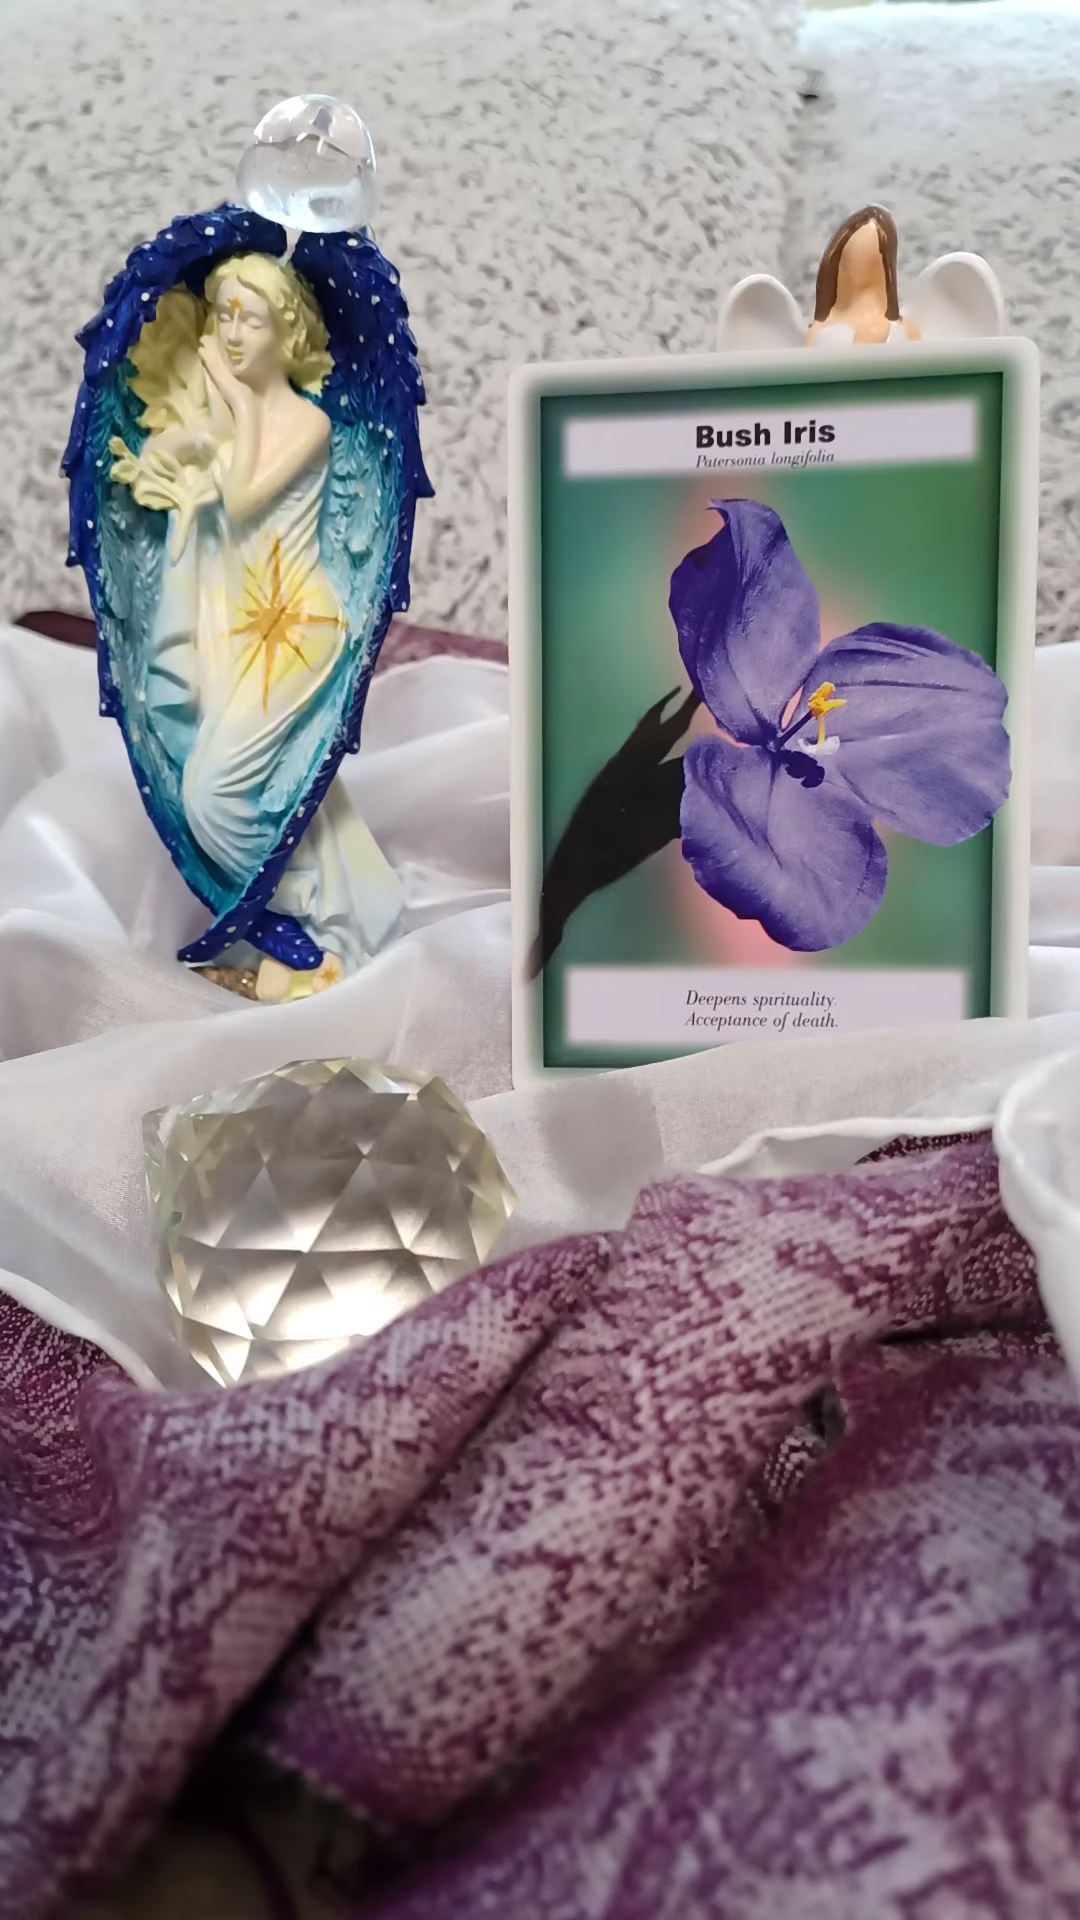 Bush Iris
Patersonia longifolia
Deepens spirituality.
Acceptance of death.